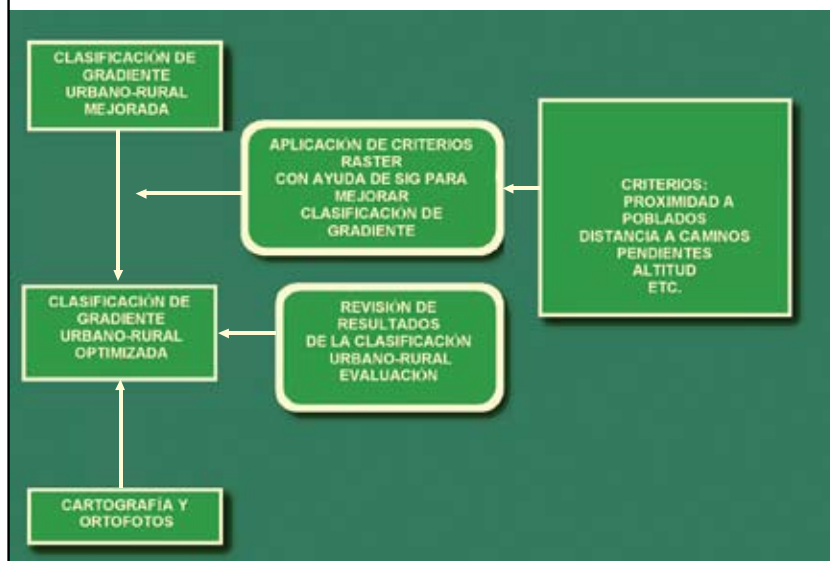 CLASIFICACIÓN DE
GRADIENTE
URBANO-RURAL
MEJORADA
APLICACIÓN DE CRITERIOS
RASTER
CON AYUDA DE SIG PARA
MEJORAR
CLASIFICACIÓN DE
GRADIENTE
CRITERIOS:
PROXIMIDAD A
POBLADOS
DISTANCIA A CAMINOS
PENDIENTES
ALTITUD
ETC.
CLASIFICACIÓN DE
GRADIENTE
URBANO-RURAL
OPTIMIZADA
REVISIÓN DE
RESULTADOS
DE LA CLASIFICACIÓN
URBANO-RURAL
EVALUACIÓN
CARTOGRAFÍA Y
ORTOFOTOS